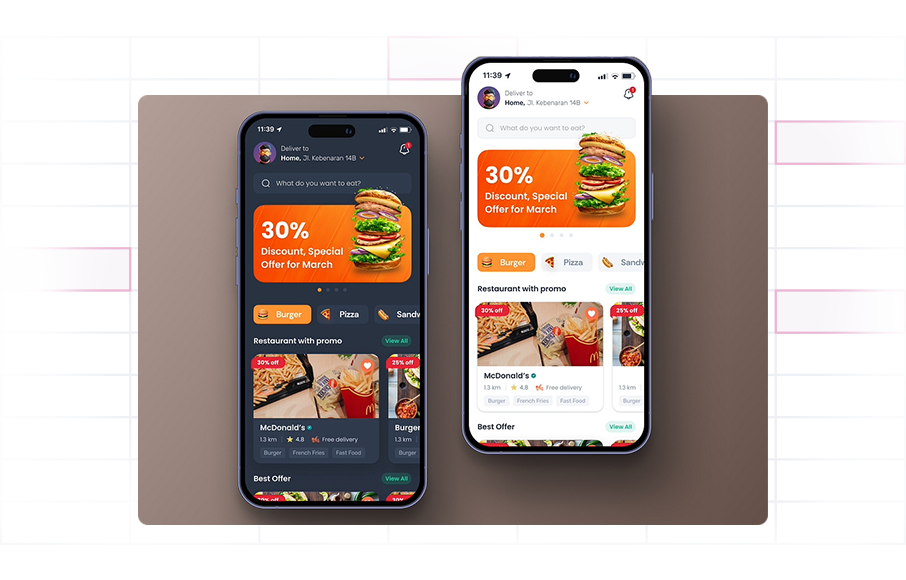 11:39
Deliver to
Home, Jl. Kebenaran 14B
1
What do you want to eat?
30%
Discount, Special
Offer for March
Burger
Pizza
Sandw
Restaurant with promo
View All
30% off
25% off
McDonald's
Burger
1.3 km
4.8
Free delivery
1.3 km
Burger
French Fries
Fast Food
Burger
Best Offer
View All
11:39
Deliver to
Home, Jl. Kebenaran 14B
1
What do you want to eat?
30%
Discount, Special
Offer for March
Burger
Pizza
Sandw
Restaurant with promo
View All
30% off
25% off
McDonald's
1.3 km
4.8
Free delivery
1.3 km
Burger
French Fries
Fast Food
Burger
Best Offer
View All